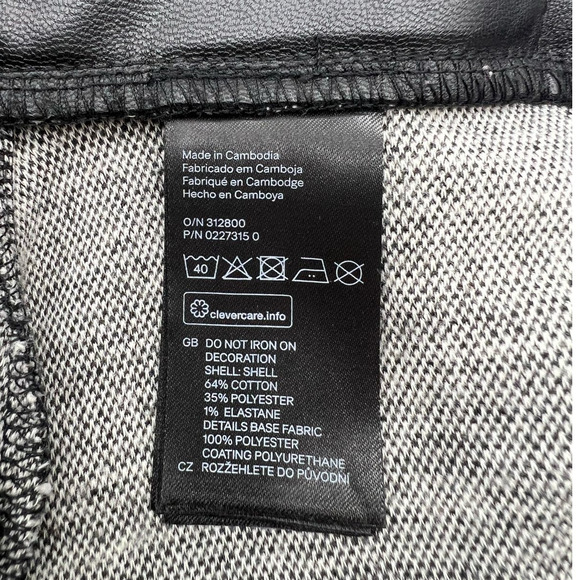 Made in Cambodia
Fabricado em Camboja
Fabriqué en Cambodge
Hecho en Camboya
O/N 312800
P/N 0227315 0
40
clevercare.info
GB DO NOT IRON ON
DECORATION
SHELL: SHELL
64% COTTON
35% POLYESTER
1% ELASTANE
DETAILS BASE FABRIC
100% POLYESTER
COATING POLYURETHANE
CZ ROZŽEHLETE DO PŮVODNÍ